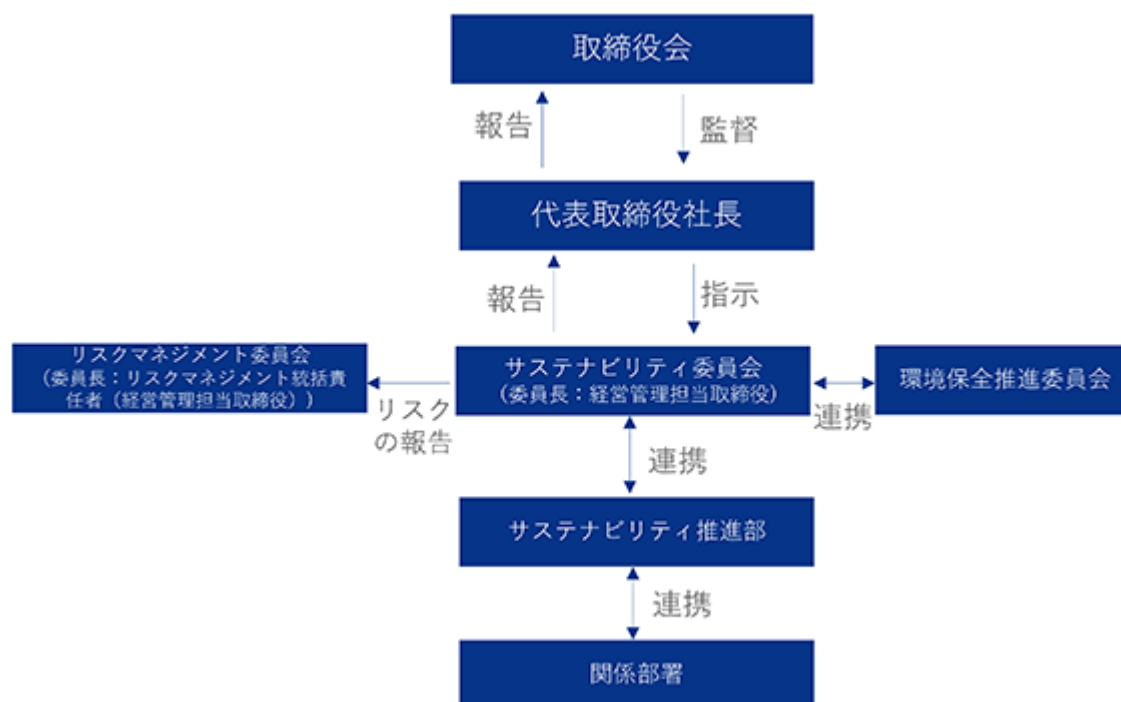 取締役会
報告
監督
代表取締役社長
報告
指示
リスクマネジメント委員会
(委員長：リスクマネジメント統括責
任者（経営管理担当取締役）)
リスク
の報告
サステナビリティ委員会
(委員長：経営管理担当取締役)
連携
環境保全推進委員会
連携
サステナビリティ推進部
連携
関係部署